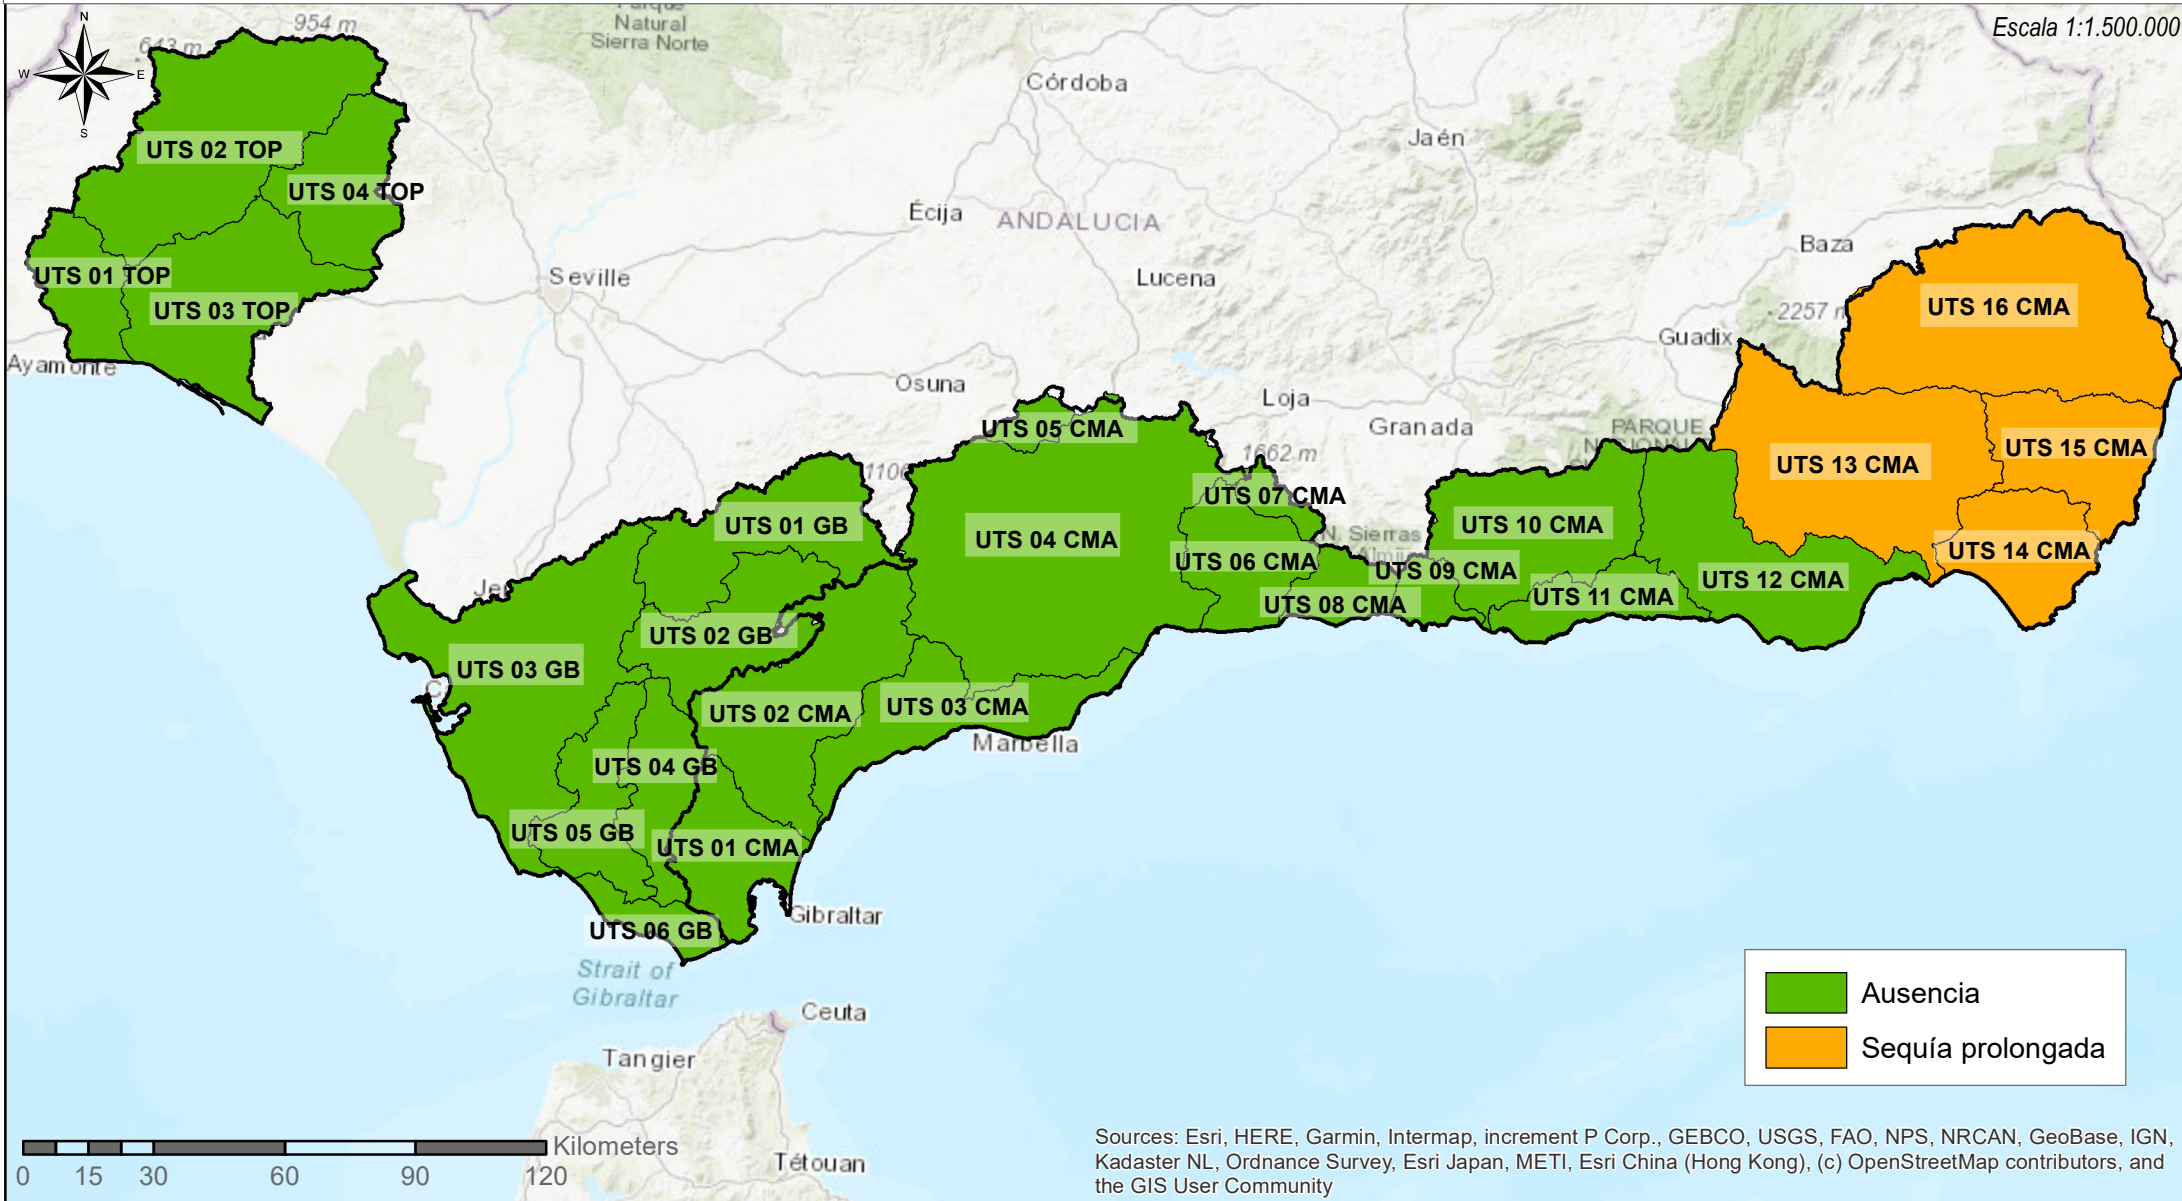 Escala 1:1.500.000
N
W
E
S
954 m
643 m
Parque
Natural
Sierra Norte
Córdoba
Jaén
UTS 02 TOP
UTS 04 TOP
Écija
ANDALUCIA
Baza
UTS 01 TOP
Seville
Lucena
UTS 03 TOP
2257 m
UTS 16 CMA
Guadix
Ayamonte
Osuna
Loja
Granada
PARQUE
UTS 05 CMA
1662 m
UTS 15 CMA
UTS 13 CMA
UTS 07 CMA
UTS 01 GB
UTS 10 CMA
UTS 04 CMA
N. Sierras
UTS 14 CMA
UTS 06 CMA
UTS 09 CMA
UTS 12 CMA
UTS 11 CMA
UTS 08 CMA
UTS 02 GB
UTS 03 GB
UTS 03 CMA
UTS 02 CMA
Marbella
UTS 04 GB
UTS 05 GB
UTS 01 CMA
Gibraltar
UTS 06 GB
Strait of
Gibraltar
Ceuta
Tangier
Tétouan
Ausencia
Sequía prolongada
Kilometers
0 15 30 60 90 120
Sources: Esri, HERE, Garmin, Intermap, increment P Corp., GEBCO, USGS, FAO, NPS, NRCAN, GeoBase, IGN,
Kadaster NL, Ordnance Survey, Esri Japan, METI, Esri China (Hong Kong), (c) OpenStreetMap contributors, and
the GIS User Community